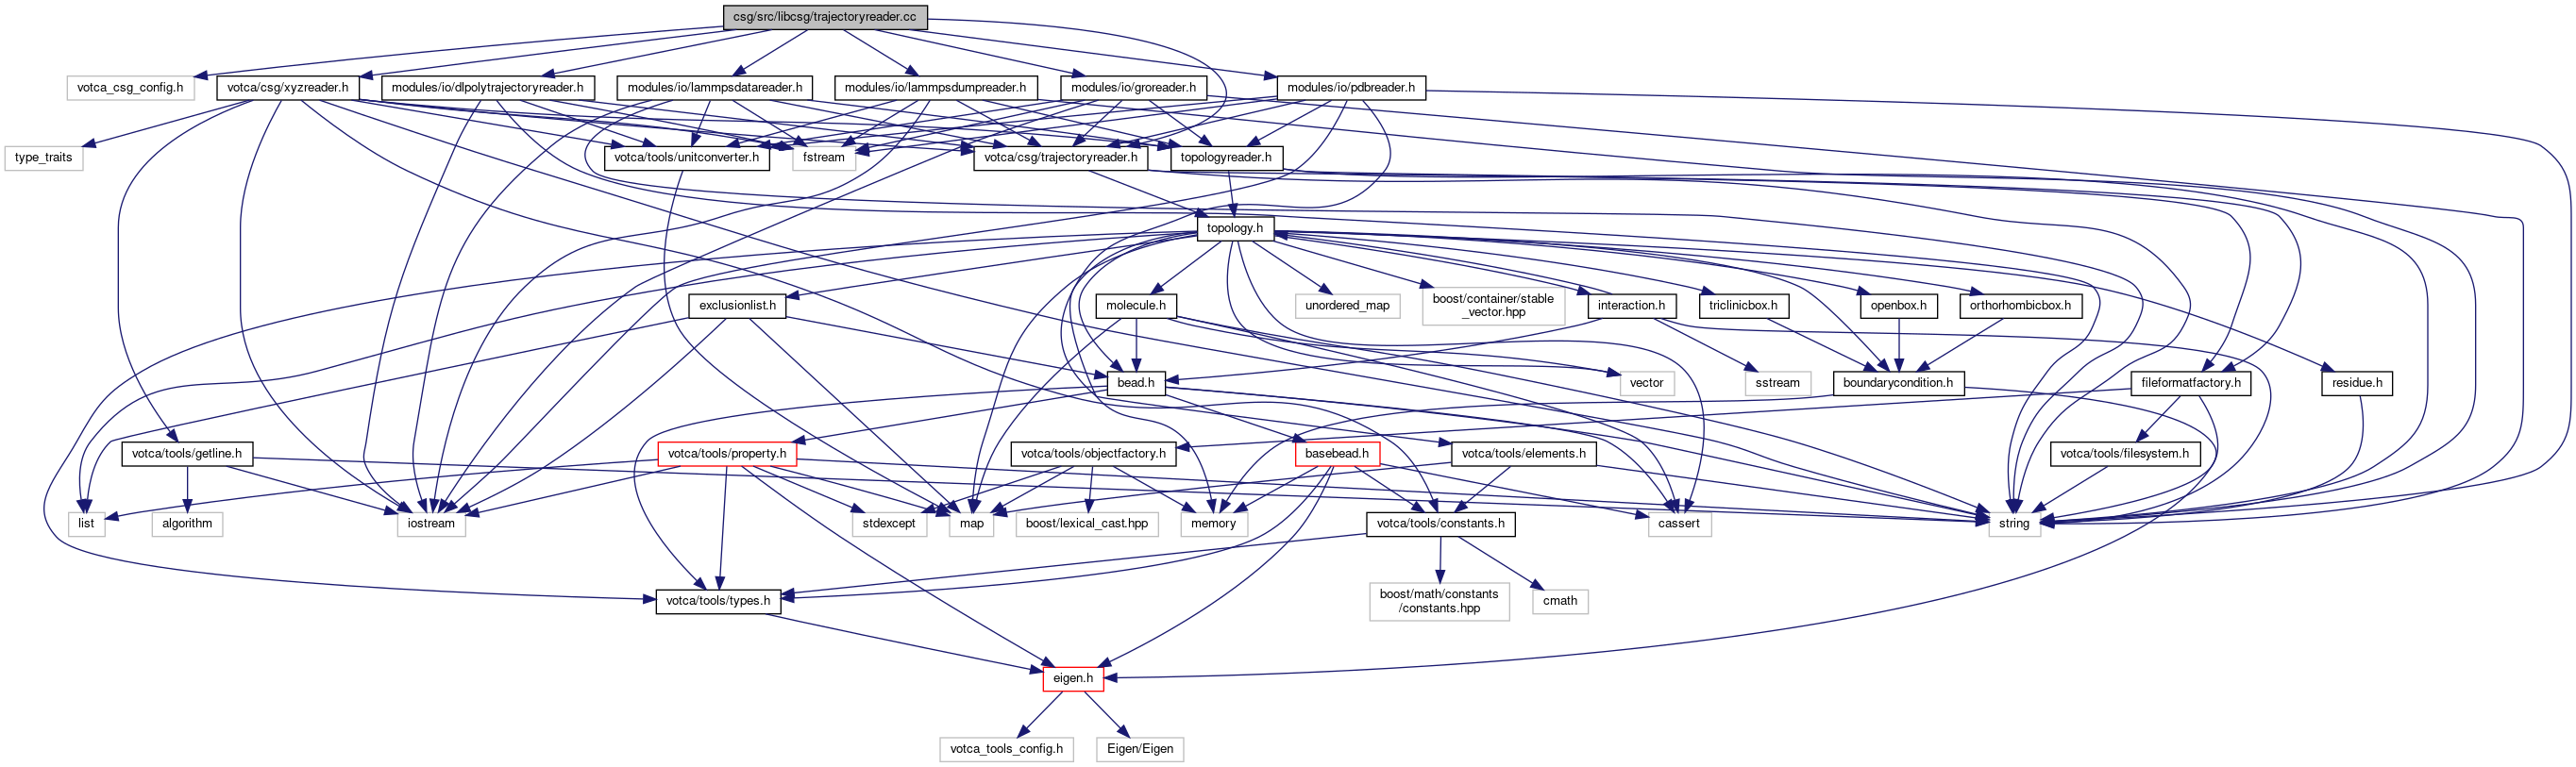 csg/src/libcsg/trajectoryreader.cc
votca_csg_config.h
votca/csg/xyzreader.h
modules/io/dlpolytrajectoryreader.h
modules/io/lammpsdatareader.h
modules/io/lammpsdumpreader.h
modules/io/groreader.h
modules/io/pdbreader.h
type_traits
votca/tools/unitconverter.h
fstream
votca/csg/trajectoryreader.h
topologyreader.h
topology.h
exclusionlist.h
molecule.h
unordered_map
boost/container/stable
_vector.hpp
interaction.h
triclinicbox.h
openbox.h
orthorhombicbox.h
bead.h
vector
sstream
boundarycondition.h
fileformatfactory.h
residue.h
votca/tools/getline.h
votca/tools/property.h
votca/tools/objectfactory.h
basebead.h
votca/tools/elements.h
votca/tools/filesystem.h
list
algorithm
iostream
stdexcept
map
boost/lexical_cast.hpp
memory
votca/tools/constants.h
cassert
string
votca/tools/types.h
boost/math/constants
/constants.hpp
cmath
eigen.h
votca_tools_config.h
Eigen/Eigen